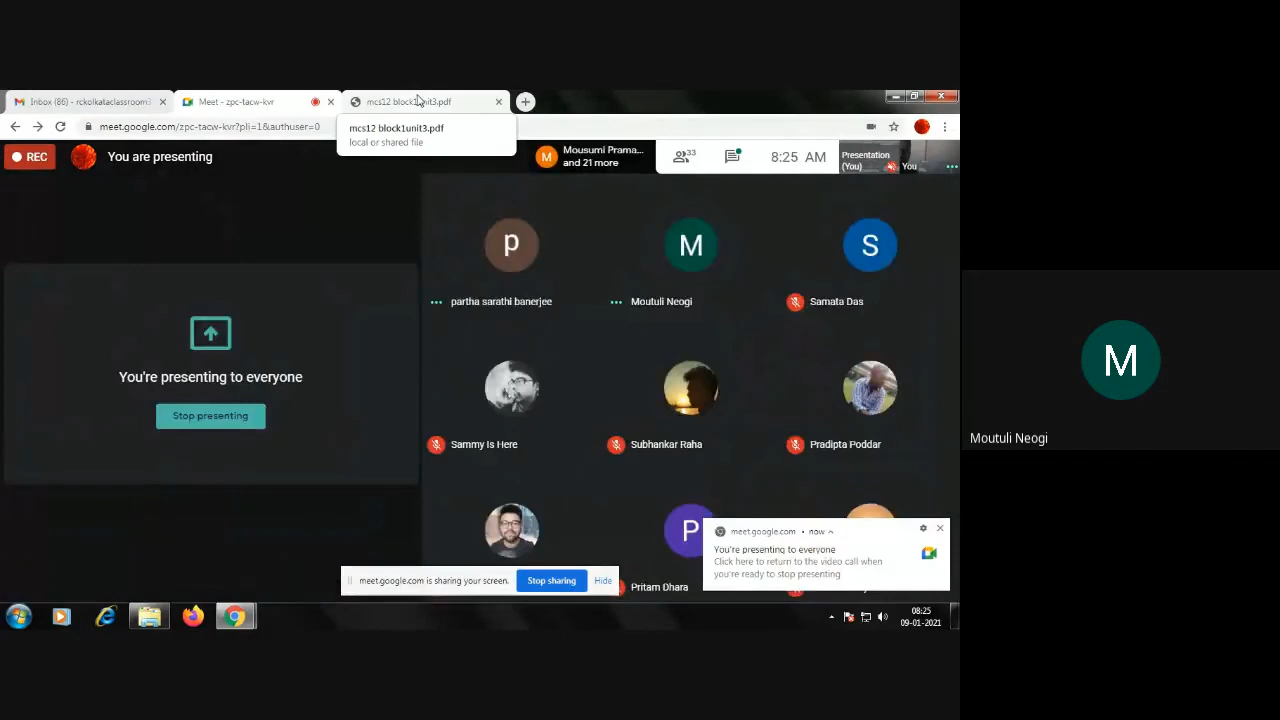 Inbox (86) - rckolkataclassroom3
Meet - zpc-tacw-kvr
mcs12 block1unit3.pdf
meet.google.com/zpc-tacw-kvr?pli=1&authuser=0
mcs12 block1unit3.pdf
local or shared file
REC
You are presenting
M
Mousumi Prama...
and 21 more
33
8:25 AM
Presentation
(You)
You
p
M
S
partha sarathi banerjee
Moutuli Neogi
Samata Das
You're presenting to everyone
Stop presenting
Sammy Is Here
Subhankar Raha
Pradipta Poddar
M
Moutuli Neogi
P
Pritam Dhara
meet.google.com • now
You're presenting to everyone
Click here to return to the video call when
you're ready to stop presenting
meet.google.com is sharing your screen.
Stop sharing
Hide
08:25
09-01-2021